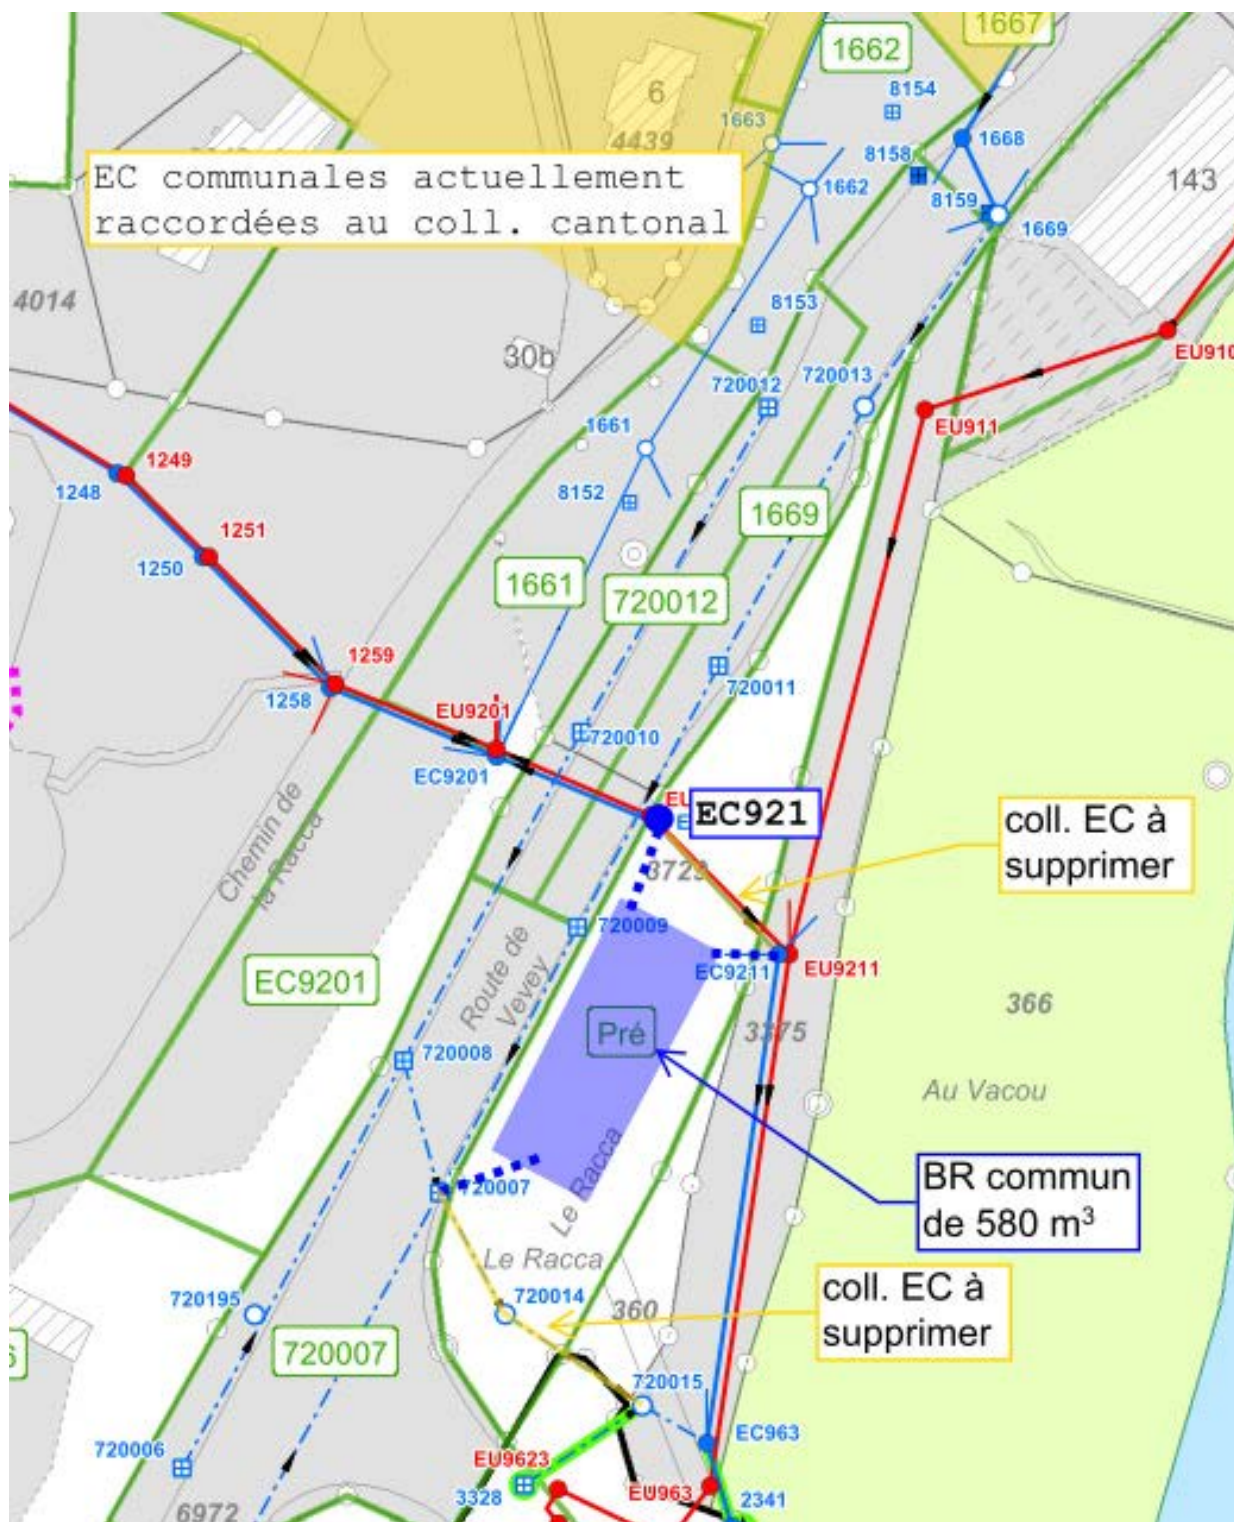 1667
1662
8154
6
1663
4439
8158
1668
EC communales actuellement
raccordées au coll. cantonal
1662
8159
143
1669
4014
8153
30b
EU910
720012
720013
1661
EU911
1249
1248
8152
1669
1251
1250
1661
720012
1259
720011
1258
EU9201
720010
EC9201
EU
E
EC921
coll. EC à
supprimer
Chemin de
la Racca
3729
720009
EC9201
Route de
Vevey
EC9211
EU9211
366
Pré
3375
720008
Au Vacou
BR commun
de 580 m³
720007
Le Racca
Le Racca
coll. EC à
supprimer
720195
720014
360
720007
720015
720006
EC963
EU9623
EU963
3328
2341
6972